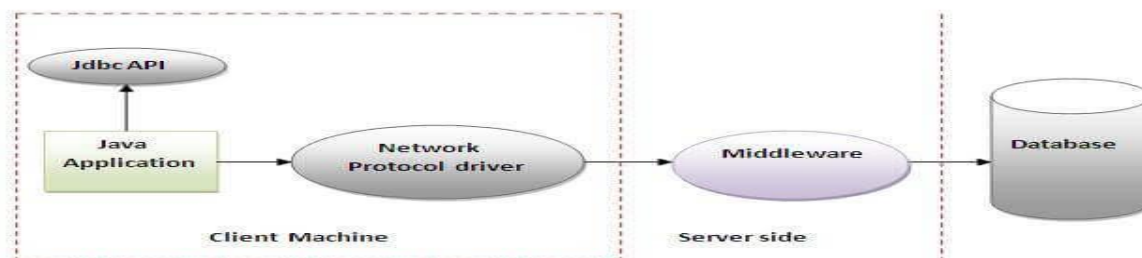 Jdbc API
Java
Application
Network
Protocol driver
Middleware
Database
Client Machine
Server side